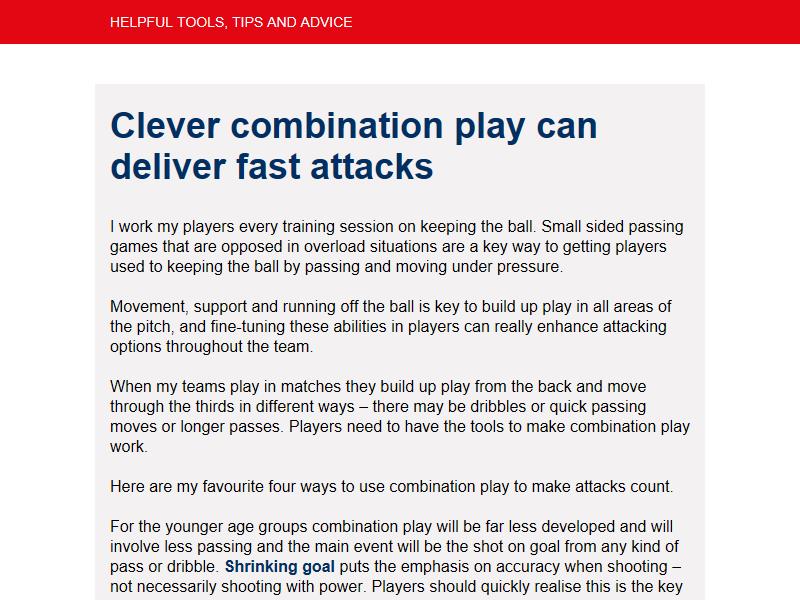 HELPFUL TOOLS, TIPS AND ADVICE
Clever combination play can
deliver fast attacks
I work my players every training session on keeping the ball. Small sided passing
games that are opposed in overload situations are a key way to getting players
used to keeping the ball by passing and moving under pressure.
Movement, support and running off the ball is key to build up play in all areas of
the pitch, and fine-tuning these abilities in players can really enhance attacking
options throughout the team.
When my teams play in matches they build up play from the back and move
through the thirds in different ways – there may be dribbles or quick passing
moves or longer passes. Players need to have the tools to make combination play
work.
Here are my favourite four ways to use combination play to make attacks count.
For the younger age groups combination play will be far less developed and will
involve less passing and the main event will be the shot on goal from any kind of
pass or dribble. Shrinking goal puts the emphasis on accuracy when shooting –
not necessarily shooting with power. Players should quickly realise this is the key